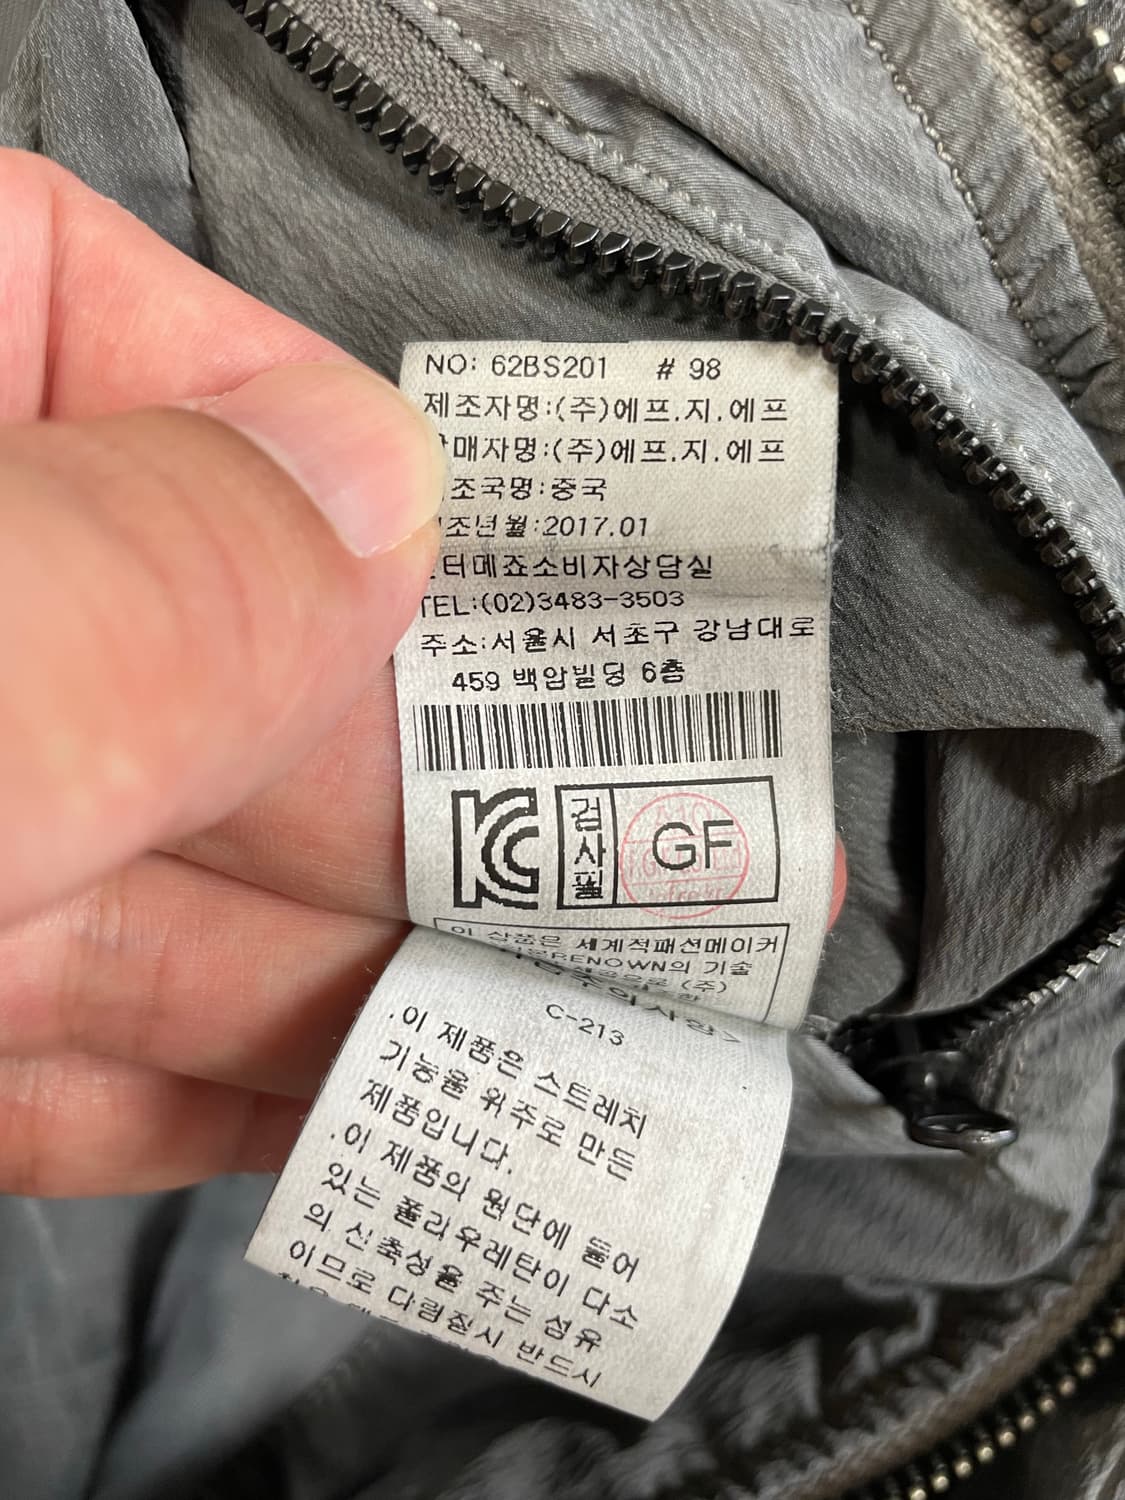 NO: 62BS201 # 98
제조자명:(주)에프.지.에프
판매자명:(주)에프.지.에프
조국명:중국
조년월:2017.01
인터메죠소비자상담실
TEL:(02)3483-3503
주소:서울시 서초구 강남대로
459 백암빌딩 6층
검사필
GF
이 상품은 세계적패션메이커
RENOWN의 기술
(주)
C-213
.이 제품은 스트레치
기능을 위주로 만든
제품입니다.
.이 제품의 원단에 들어
있는 폴리우레탄이 다소
의 신축성을 주는 섬유
이므로 다림질시 반드시